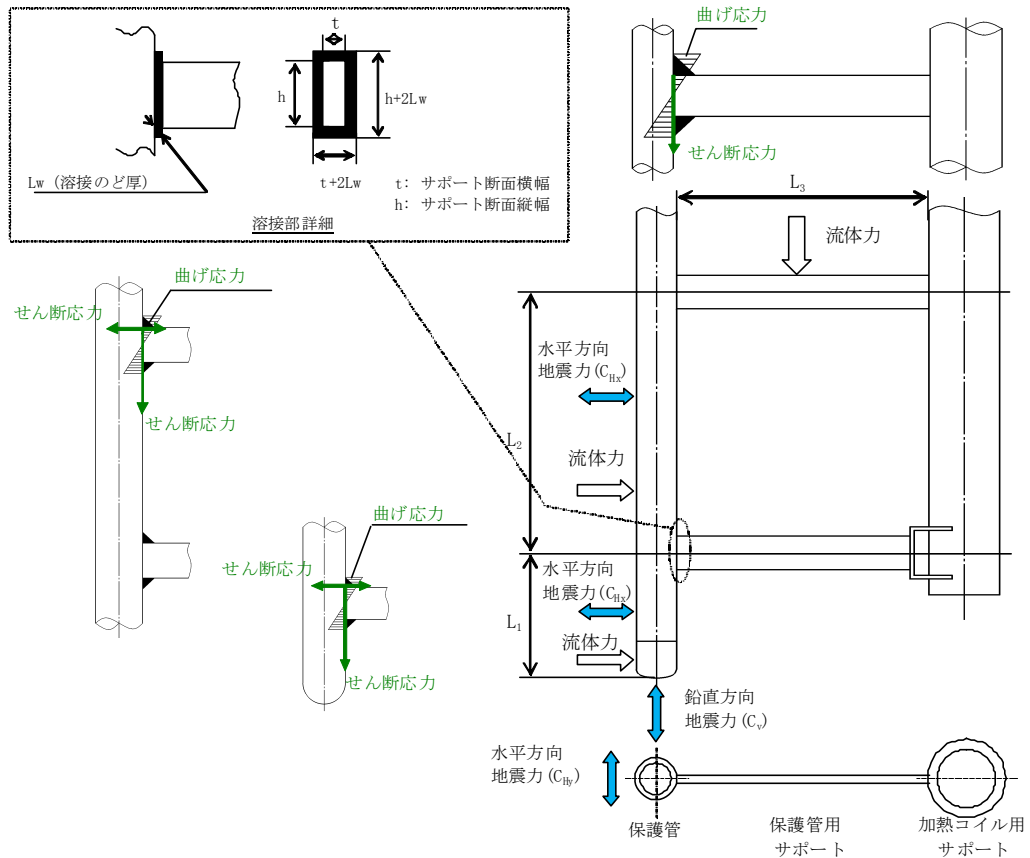 t
h
h+2Lw
Lw (溶接のど厚)
t+2Lw
t: サポート断面横幅
h: サポート断面縦幅
溶接部詳細
曲げ応力
せん断応力
L3
流体力
曲げ応力
せん断応力
せん断応力
水平方向
地震力(CHx)
L2
流体力
曲げ応力
せん断応力
せん断応力
水平方向
地震力(CHx)
L1
流体力
鉛直方向
地震力(Cv)
水平方向
地震力(CHy)
保護管
保護管用
サポート
加熱コイル用
サポート